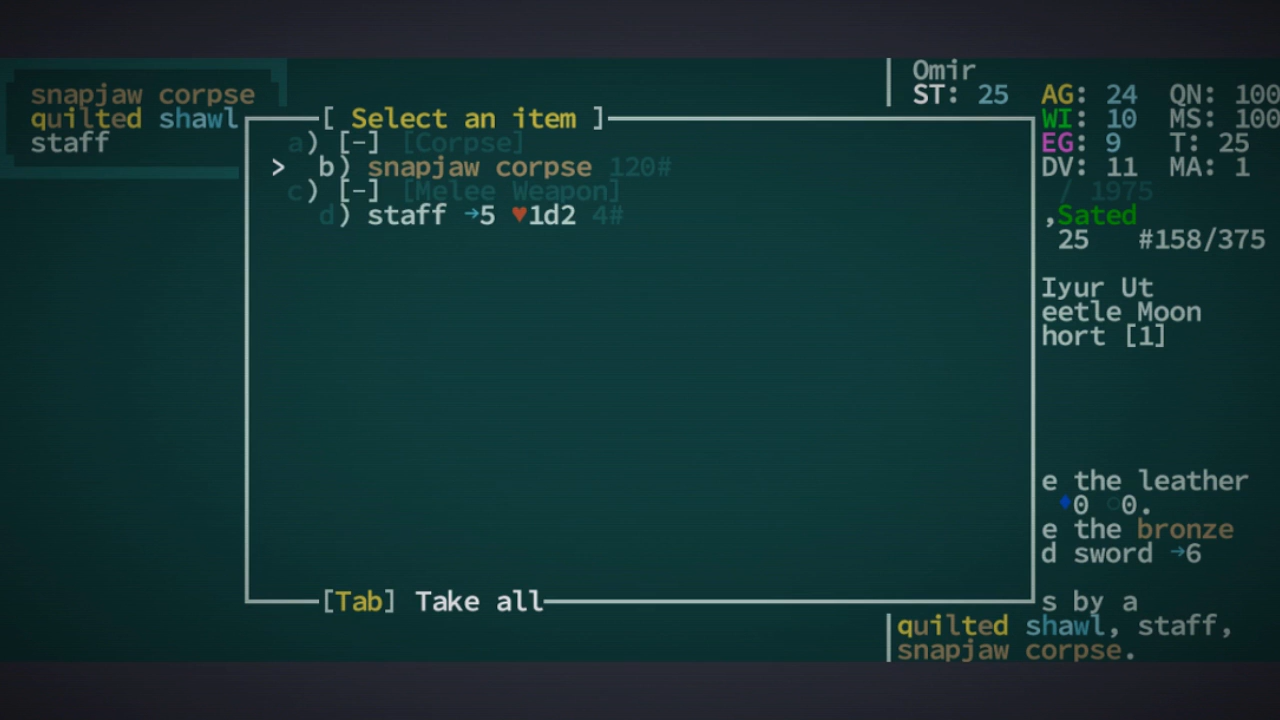 snapjaw corpse
quilted shawl
staff
[ Select an item ]
a) [-] [Corpse]
> b) snapjaw corpse 120#
c) [-] [Melee Weapon]
d) staff →5 ♥1d2 4#
[Tab] Take all
Omir
ST: 25 AG: 24 QN: 100
WI: 10 MS: 100
EG: 9 T: 25
DV: 11 MA: 1
/ 1975
,Sated
25 #158/375
Iyur Ut
eetle Moon
hort [1]
e the leather
♦0 ○0.
e the bronze
d sword →6
s by a
quilted shawl, staff,
snapjaw corpse.